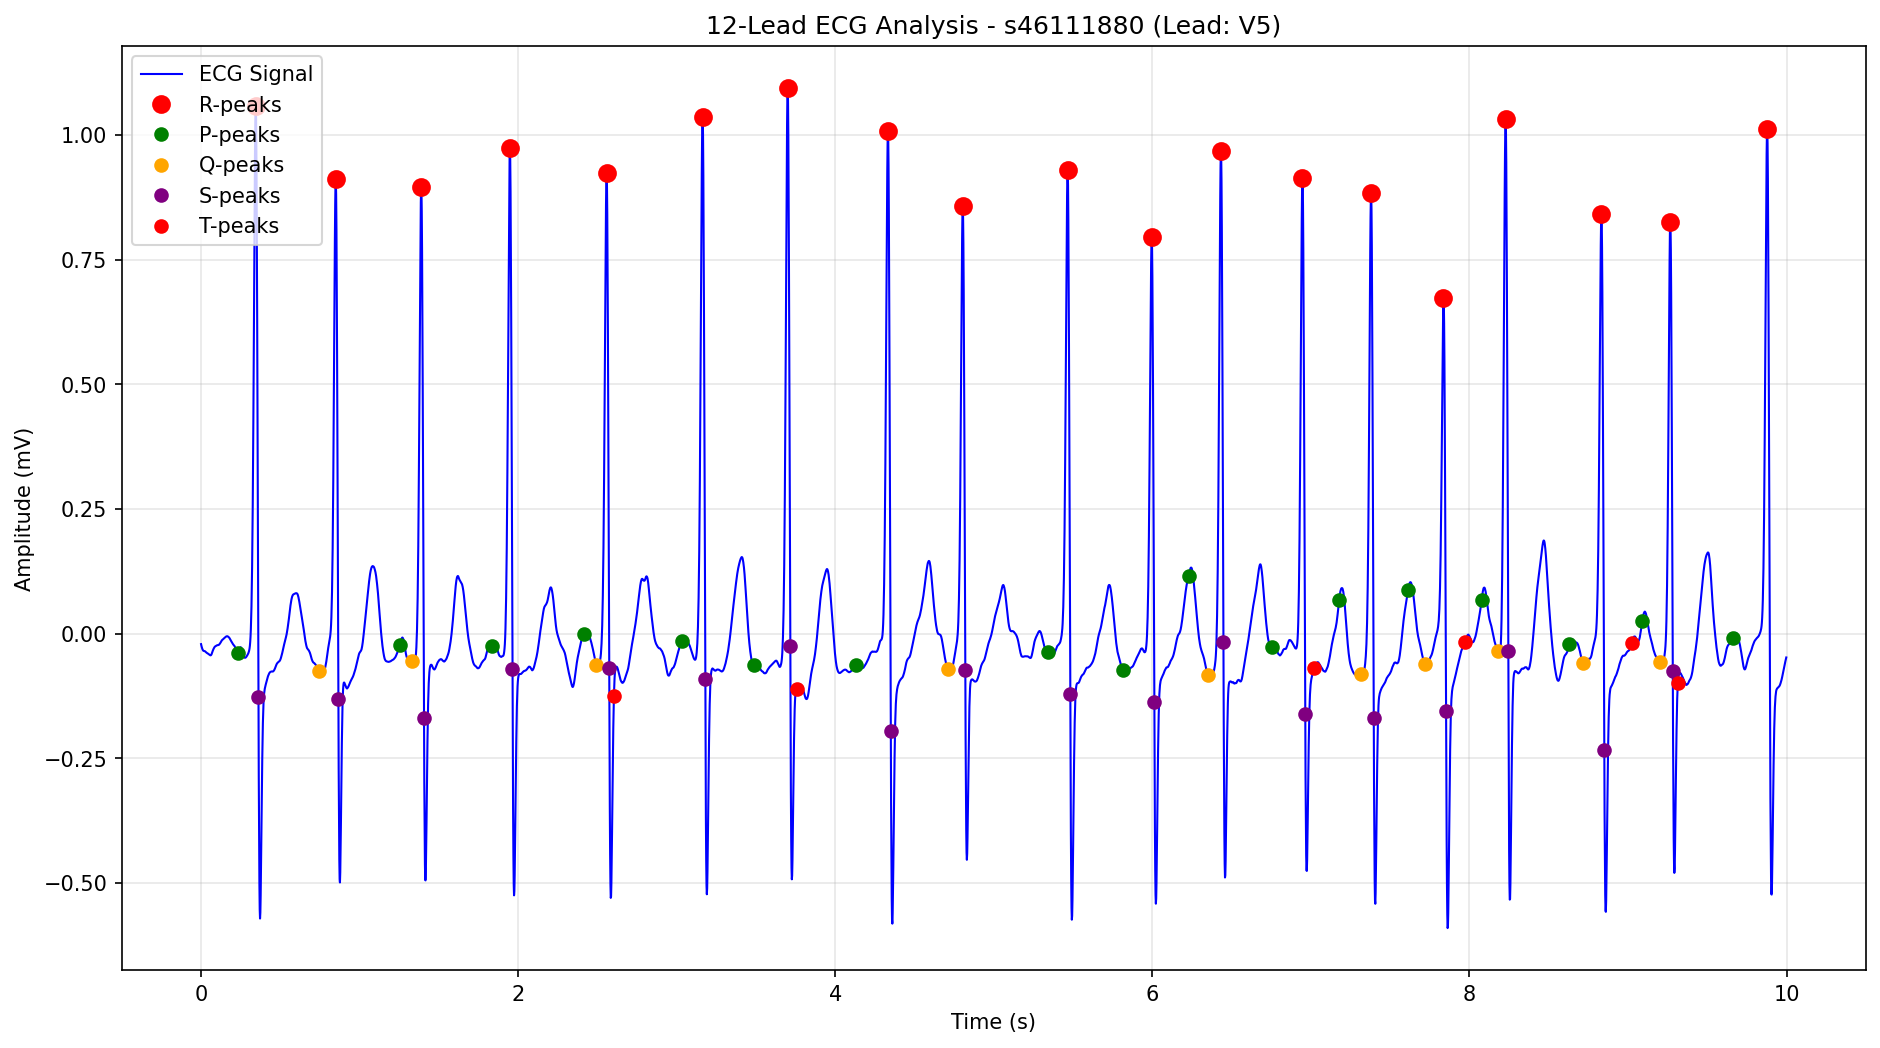 12-Lead ECG Analysis - s46111880 (Lead: V5)
ECG Signal
R-peaks
P-peaks
Q-peaks
S-peaks
T-peaks
Amplitude (mV)
1.00
0.75
0.50
0.25
0.00
−0.25
−0.50
0 2 4 6 8 10
Time (s)